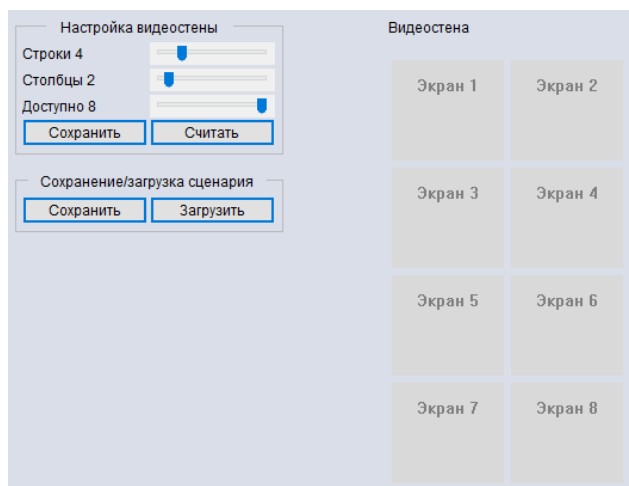 Настройка видеостены
Строки 4
Столбцы 2
Доступно 8
Сохранить Считать
Сохранение/загрузка сценария
Сохранить Загрузить
Видеостена
Экран 1 Экран 2
Экран 3 Экран 4
Экран 5 Экран 6
Экран 7 Экран 8